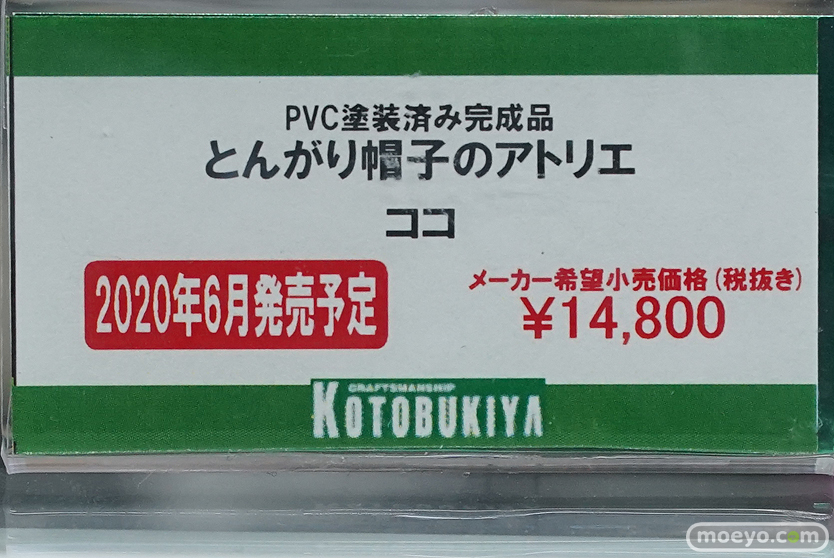 PVC塗装済み完成品
とんがり帽子のアトリエ
ココ
2020年6月発売予定
メーカー希望小売価格(税抜き)
¥14,800
CRAFTSMANSHIP
KOTOBUKIYA
moeyo.com